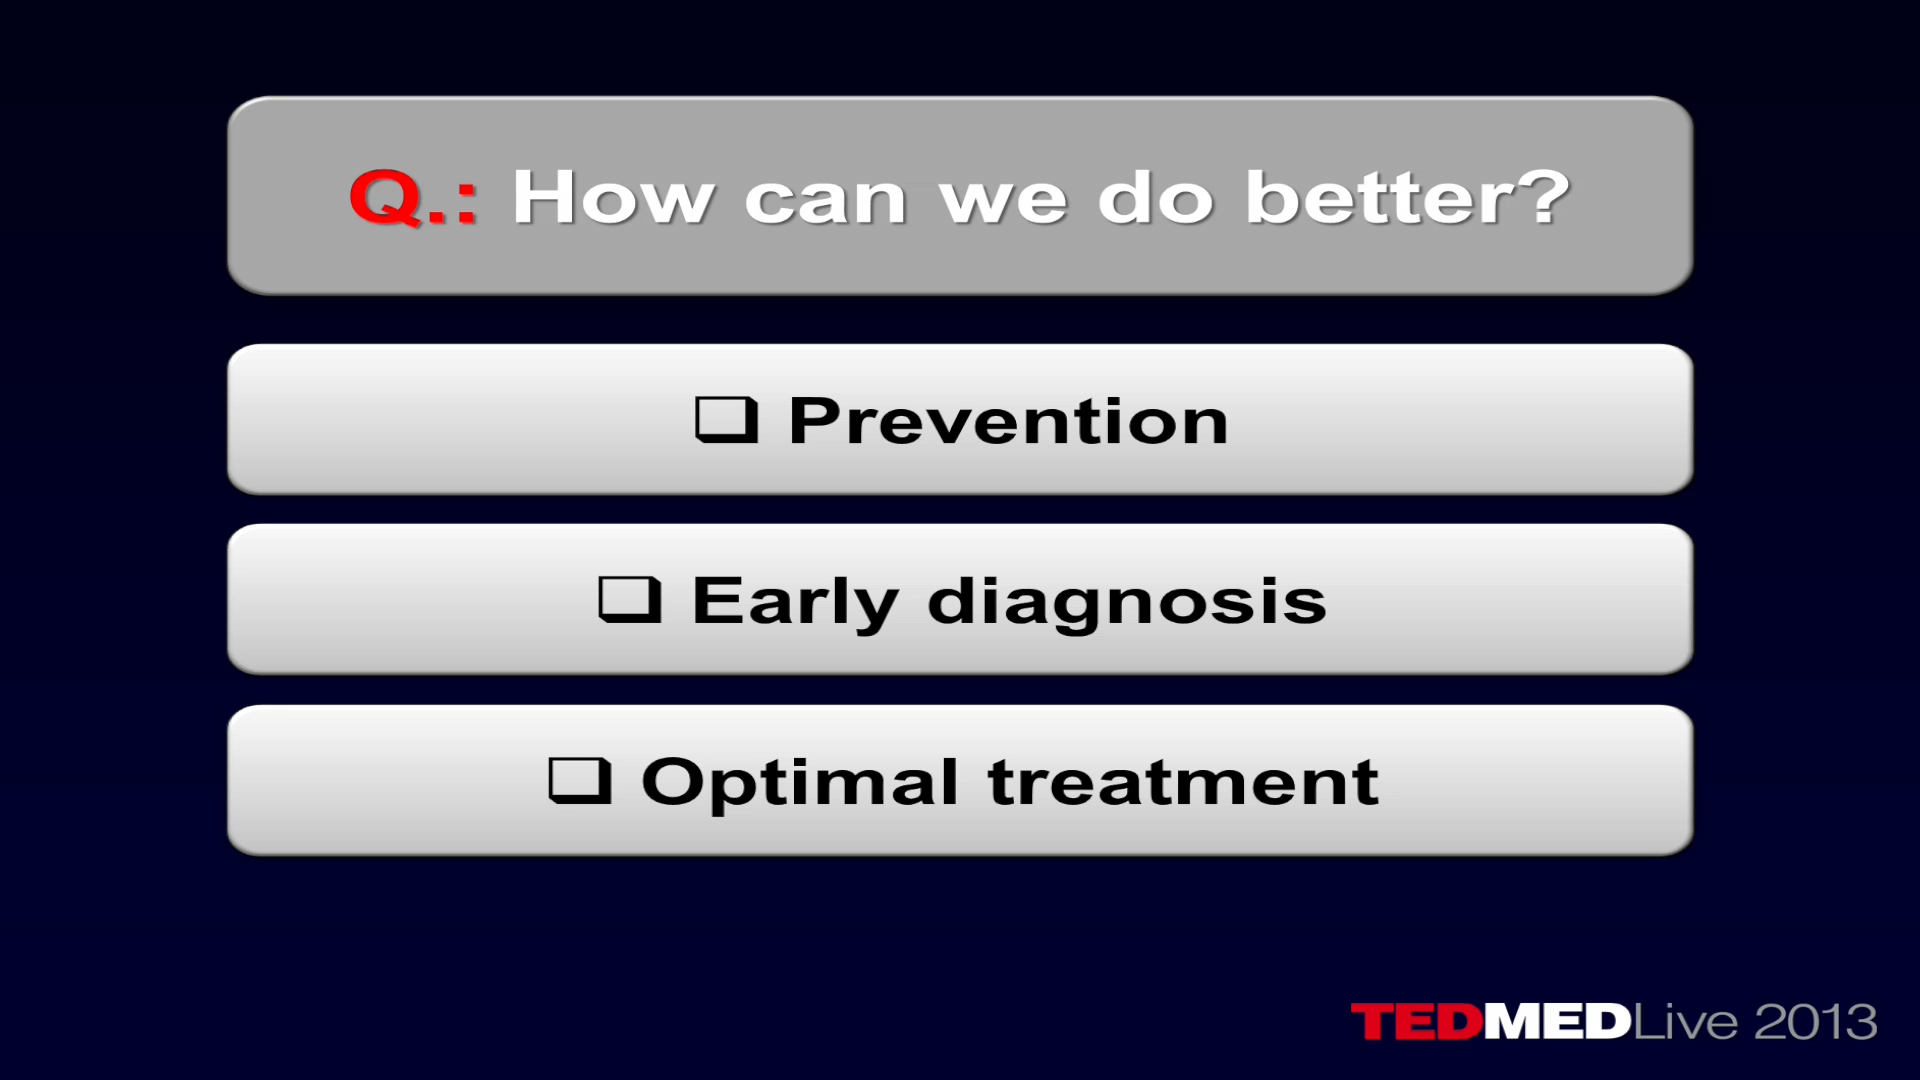 Q.: How can we do better?
❑ Prevention
❑ Early diagnosis
❑ Optimal treatment
TEDMEDLive 2013